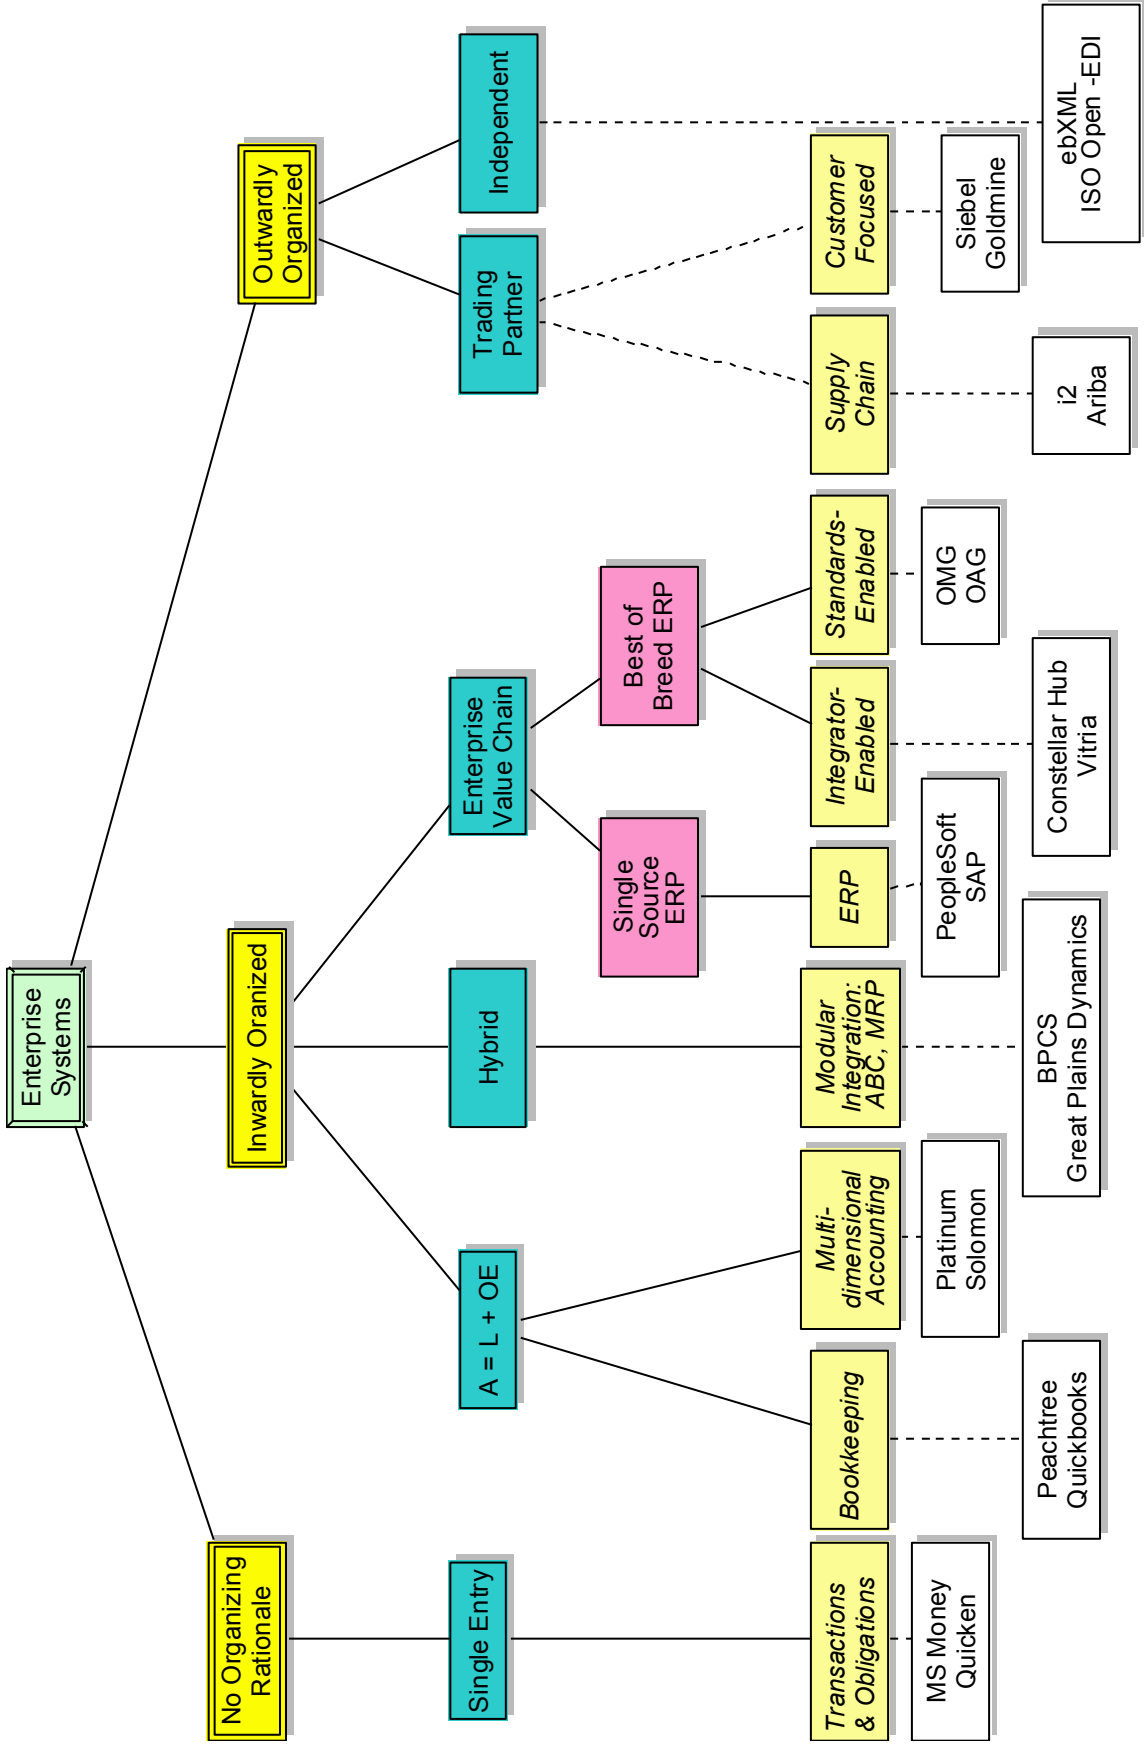 Enterprise
Systems
No Organizing
Rationale
Inwardly Oranized
Outwardly
Organized
Single Entry
A = L + OE
Hybrid
Enterprise
Value Chain
Trading
Partner
Independent
Single
Source
ERP
Best of
Breed ERP
Transactions
& Obligations
Bookkeeping
Multi-
dimensional
Accounting
Modular
Integration:
ABC, MRP
ERP
Integrator-
Enabled
Standards-
Enabled
Supply
Chain
Customer
Focused
MS Money
Quicken
Peachtree
Quickbooks
Platinum
Solomon
BPCS
Great Plains Dynamics
PeopleSoft
SAP
Constellar Hub
Vitria
OMG
OAG
i2
Ariba
Siebel
Goldmine
ebXML
ISO Open -EDI